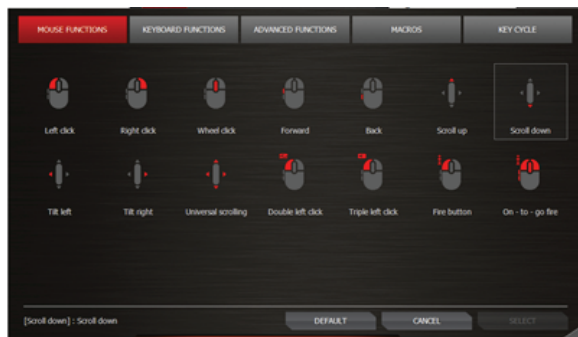 MOUSE FUNCTIONS KEYBOARD FUNCTIONS ADVANCED FUNCTIONS MACROS KEY CYCLE
Left click Right click Wheel click Forward Back Scroll up Scroll down
Tilt left Tilt right Universal scrolling Double left click Triple left click Fire button On - to - go fire
[Scroll down] : Scroll down DEFAULT CANCEL SELECT